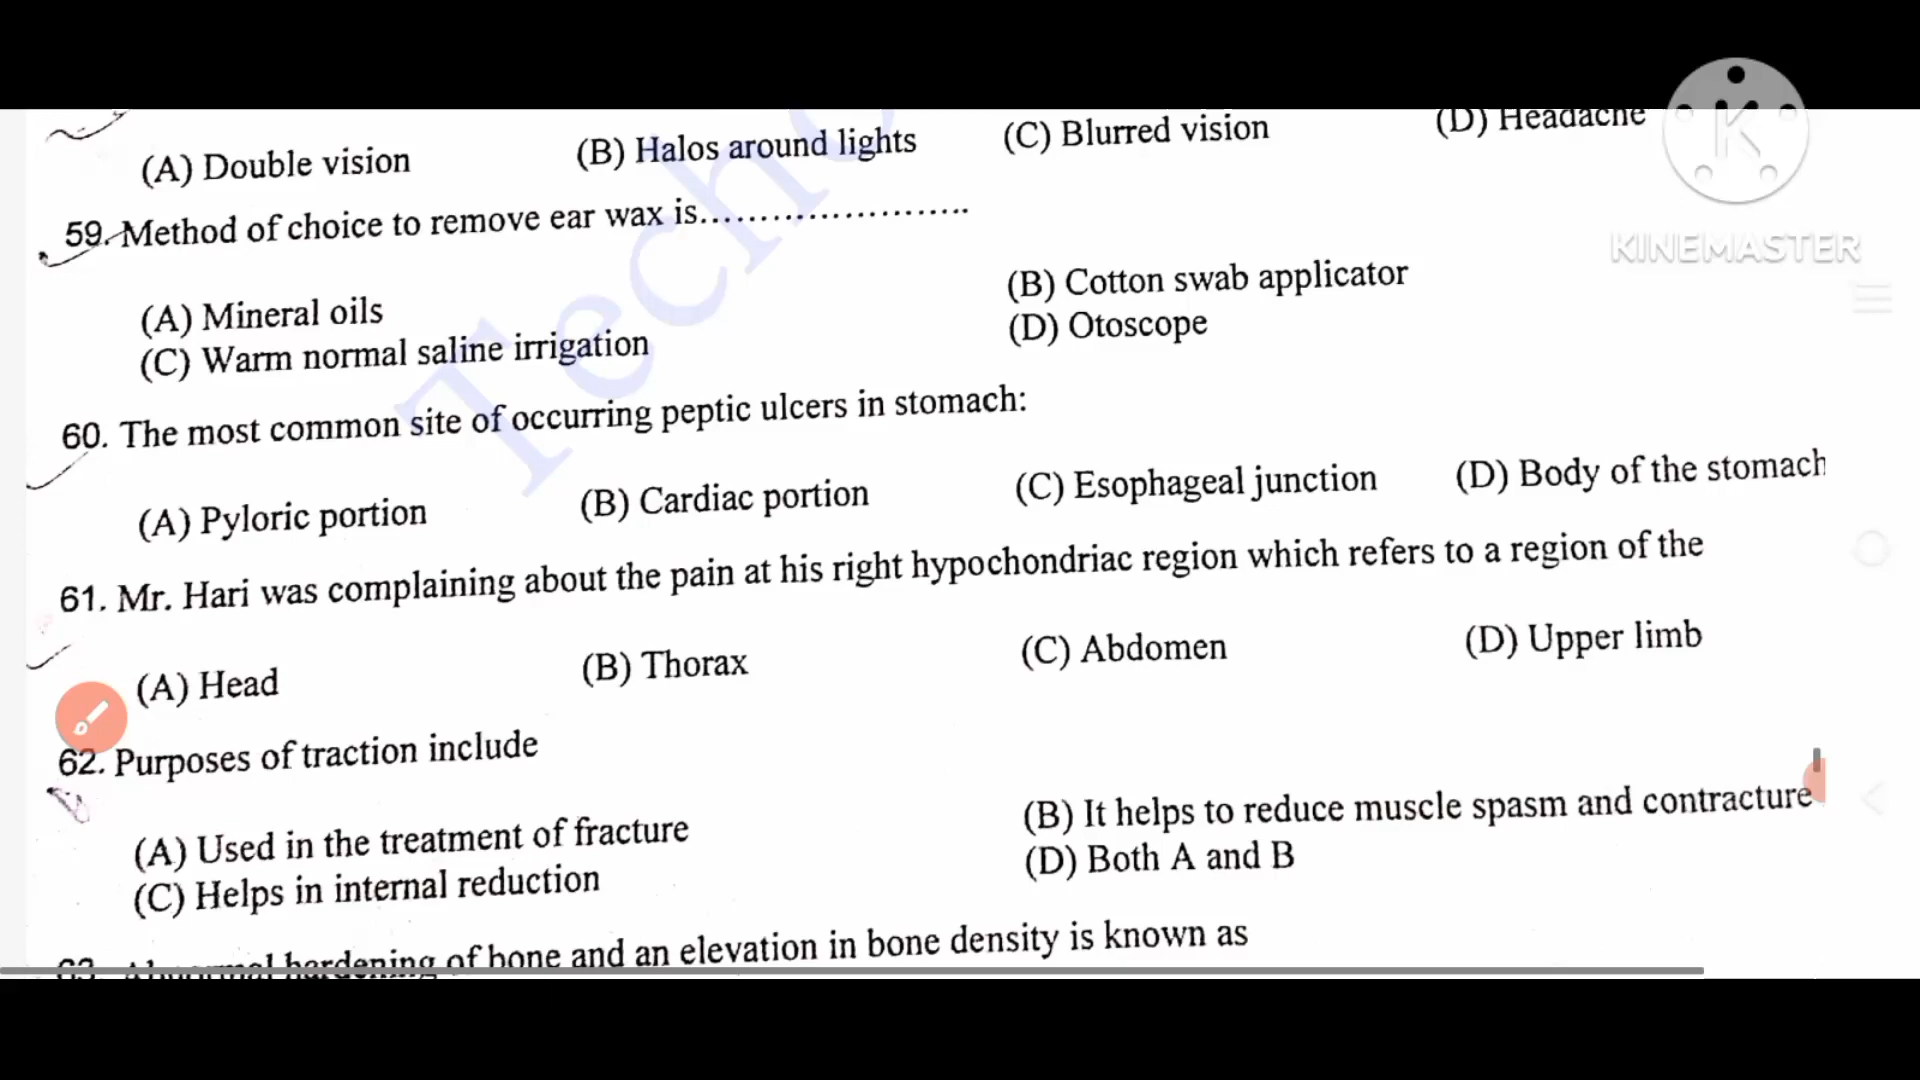 (A) Double vision (B) Halos around lights (C) Blurred vision (D) Headache
59. Method of choice to remove ear wax is........................
(A) Mineral oils (B) Cotton swab applicator
(C) Warm normal saline irrigation (D) Otoscope
60. The most common site of occurring peptic ulcers in stomach:
(A) Pyloric portion (B) Cardiac portion (C) Esophageal junction (D) Body of the stomach
61. Mr. Hari was complaining about the pain at his right hypochondriac region which refers to a region of the
(A) Head (B) Thorax (C) Abdomen (D) Upper limb
62. Purposes of traction include
(A) Used in the treatment of fracture (B) It helps to reduce muscle spasm and contracture
(C) Helps in internal reduction (D) Both A and B
63. Abnormal hardening of bone and an elevation in bone density is known as
Techo
K
KINEMASTER